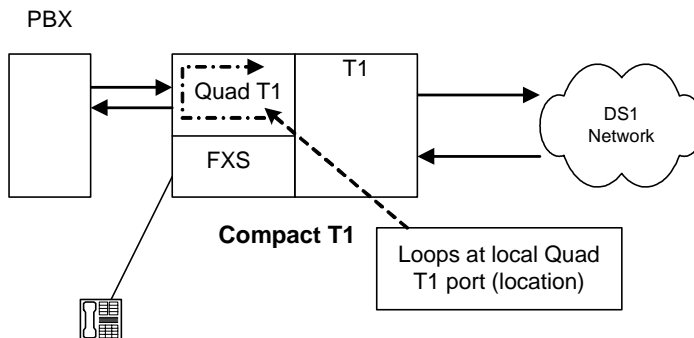 PBX
Quad T1
T1
FXS
DS1
Network
Compact T1
Loops at local Quad
T1 port (location)